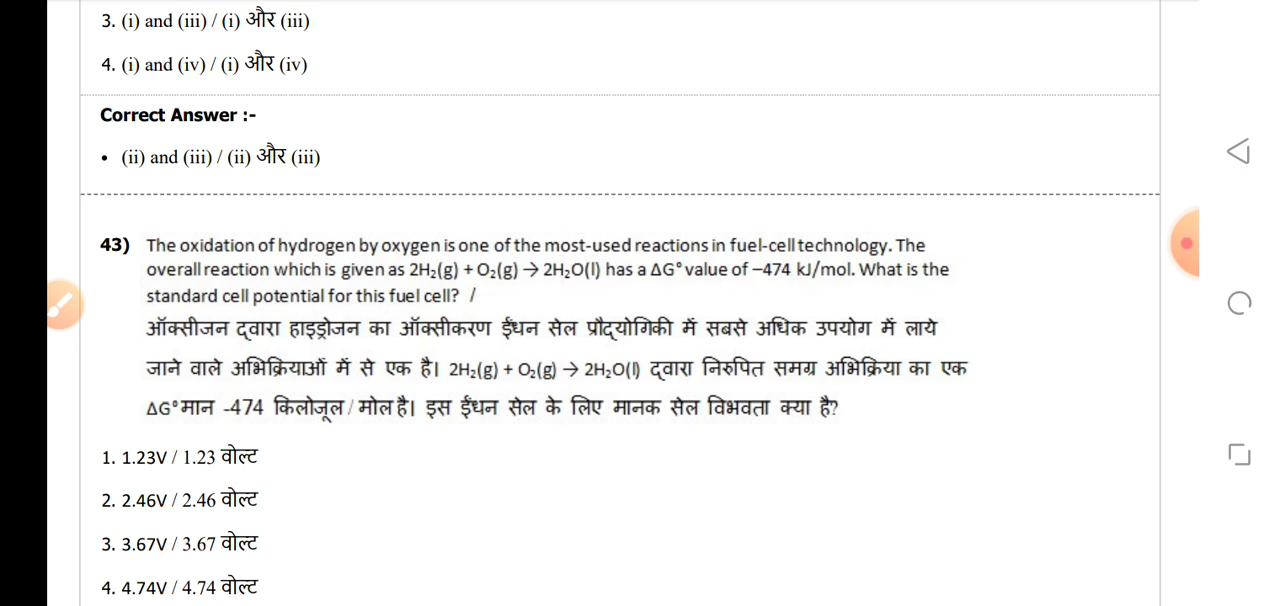 3. (i) and (iii) / (i) और (iii)
4. (i) and (iv) / (i) और (iv)
Correct Answer :-
• (ii) and (iii) / (ii) और (iii)
43) The oxidation of hydrogen by oxygen is one of the most-used reactions in fuel-cell technology. The
overall reaction which is given as 2H₂(g) + O₂(g) → 2H₂O(l) has a ΔG° value of –474 kJ/mol. What is the
standard cell potential for this fuel cell? /
ऑक्सीजन द्वारा हाइड्रोजन का ऑक्सीकरण ईंधन सेल प्रौद्योगिकी में सबसे अधिक उपयोग में लाये
जाने वाले अभिक्रियाओं में से एक है। 2H₂(g) + O₂(g) → 2H₂O(l) द्वारा निरुपित समग्र अभिक्रिया का एक
ΔG° मान -474 किलोजूल / मोल है। इस ईंधन सेल के लिए मानक सेल विभवता क्या है?
1. 1.23V / 1.23 वोल्ट
2. 2.46V / 2.46 वोल्ट
3. 3.67V / 3.67 वोल्ट
4. 4.74V / 4.74 वोल्ट